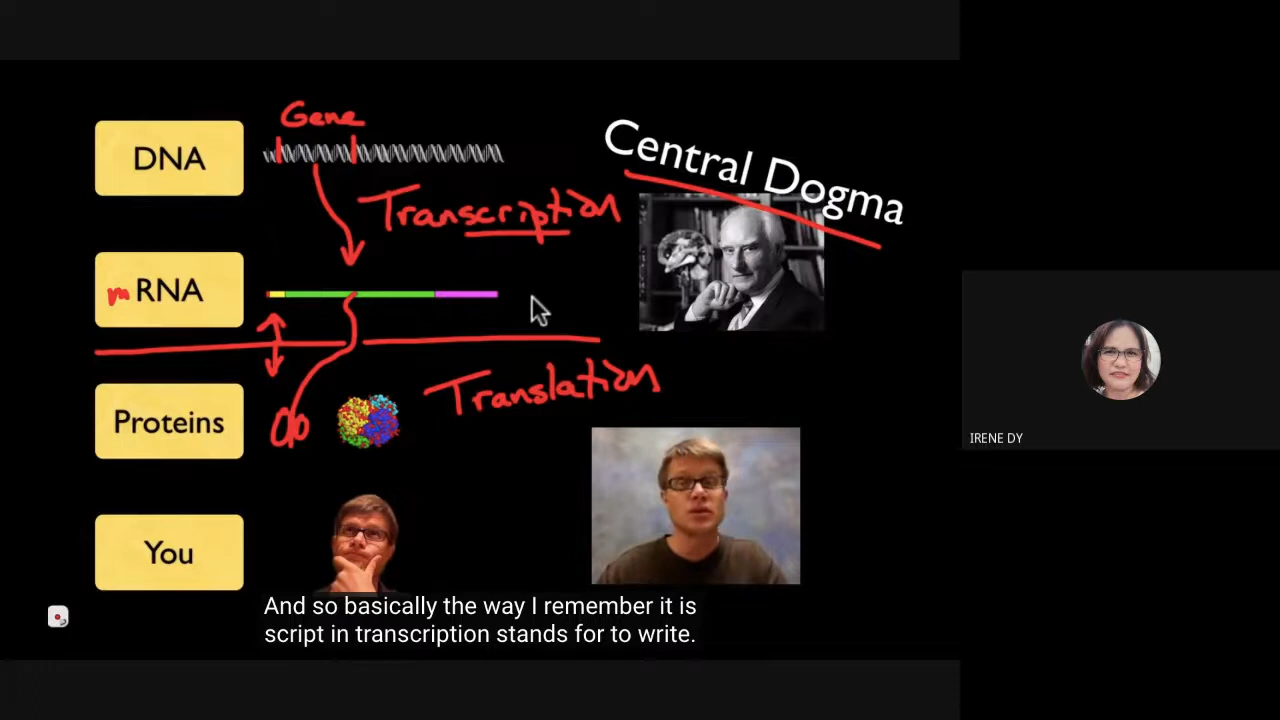 Gene
DNA
Central Dogma
Transcription
mRNA
Translation
Proteins
IRENE DY
You
And so basically the way I remember it is
script in transcription stands for to write.